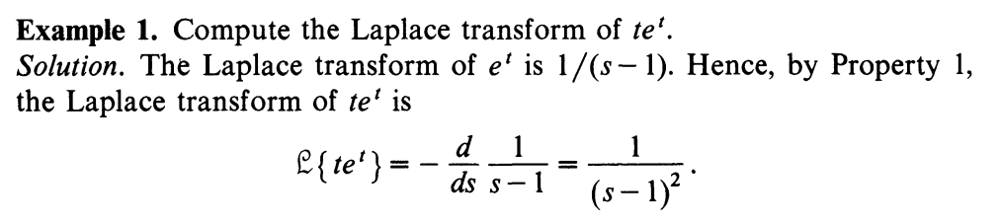 Example 1. Compute the Laplace transform of $te^t$.
Solution. The Laplace transform of $e^t$ is $1/(s-1)$. Hence, by Property 1,
the Laplace transform of $te^t$ is
$\mathcal{L}\{te^t\} = -\frac{d}{ds}\frac{1}{s-1} = \frac{1}{(s-1)^2}.$